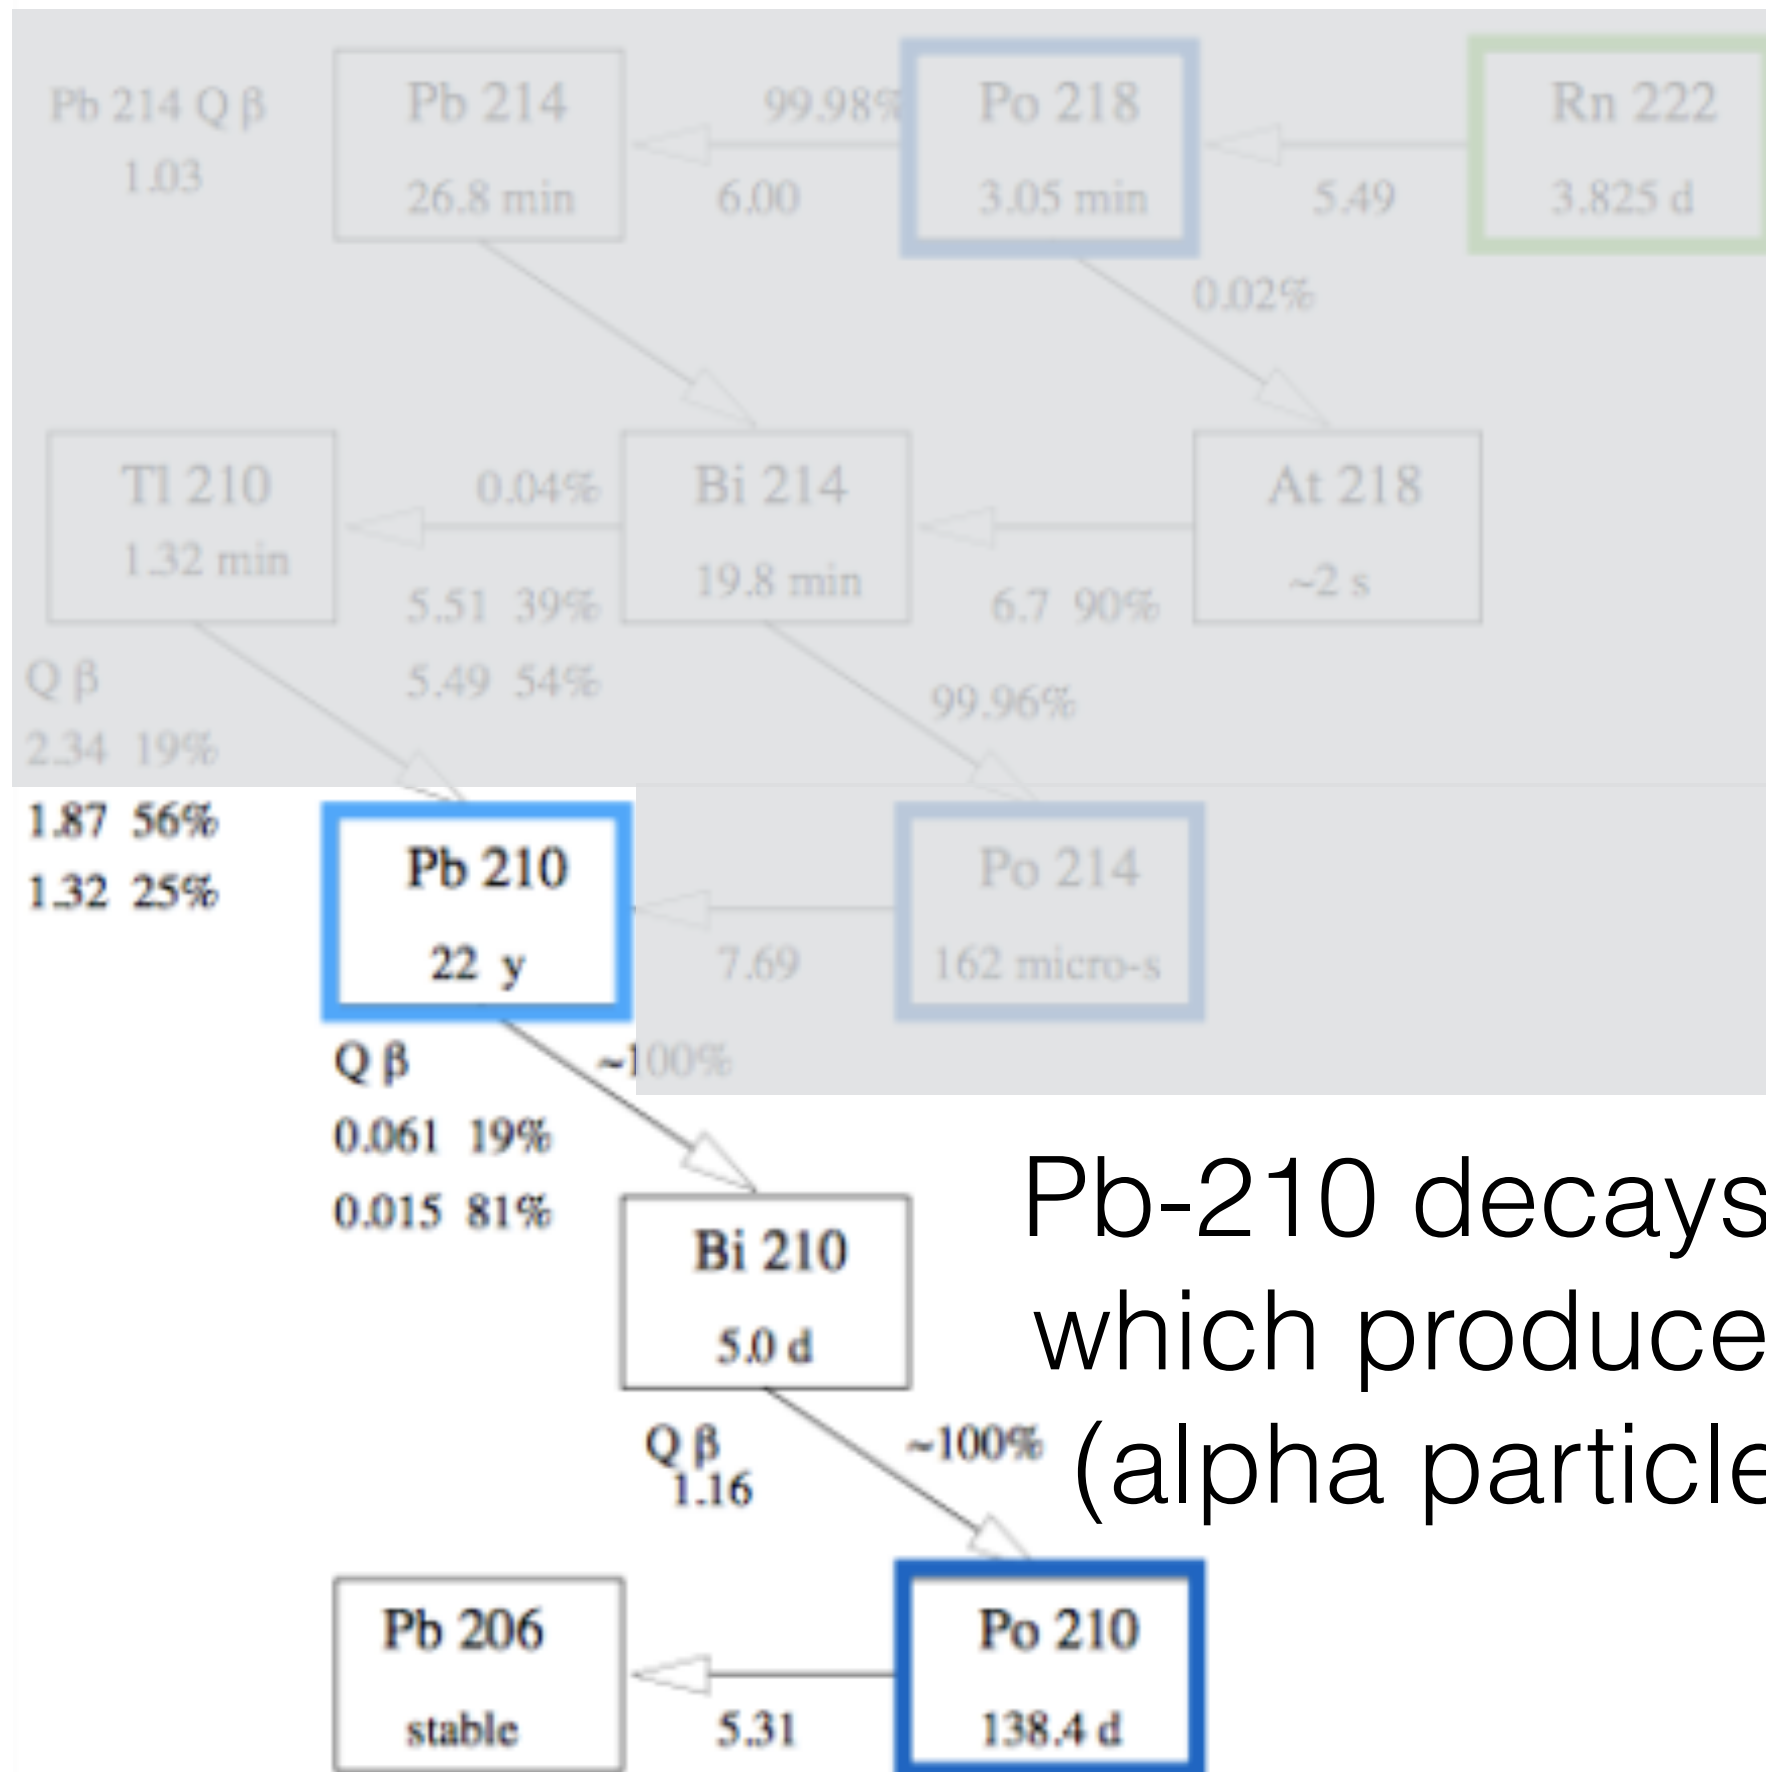 Pb 214 Q β
1.03
Pb 214
26.8 min
99.98%
6.00
Po 218
3.05 min
5.49
Rn 222
3.825 d
0.02%
Tl 210
1.32 min
0.04%
5.51 39%
5.49 54%
Bi 214
19.8 min
6.7 90%
At 218
~2 s
Q β
2.34 19%
1.87 56%
1.32 25%
99.96%
Pb 210
22 y
7.69
Po 214
162 micro-s
Q β
~100%
0.061 19%
0.015 81%
Bi 210
5.0 d
Pb-210 decays
which produce
(alpha particle
Q β
1.16
~100%
Pb 206
stable
5.31
Po 210
138.4 d